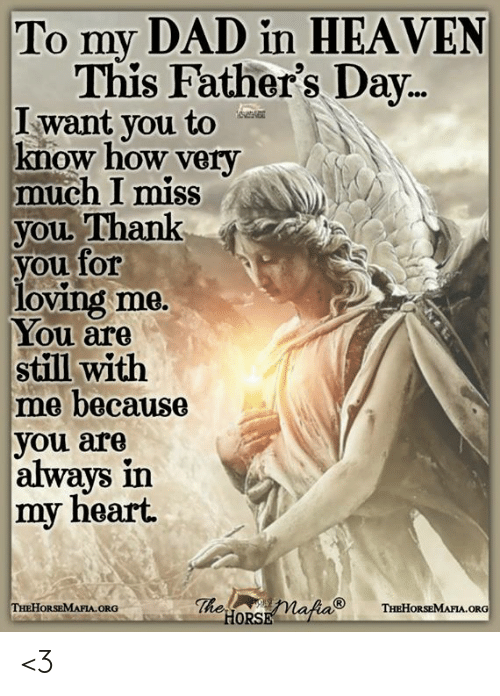 To my DAD in HEAVEN
This Father's Day...
I want you to
know how very
much I miss
you. Thank
you for
loving me.
You are
still with
me because
you are
always in
my heart.
THEHORSEMAFIA.ORG
The HORSE Mafia®
THEHORSEMAFIA.ORG
<3